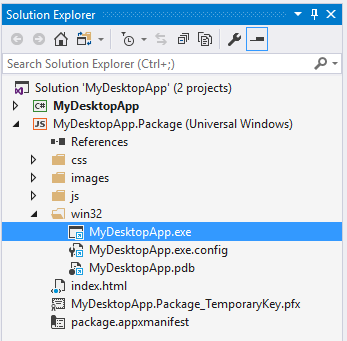 Solution Explorer
Search Solution Explorer (Ctrl+;)
Solution 'MyDesktopApp' (2 projects)
C# MyDesktopApp
JS MyDesktopApp.Package (Universal Windows)
References
css
images
js
win32
MyDesktopApp.exe
MyDesktopApp.exe.config
MyDesktopApp.pdb
index.html
MyDesktopApp.Package_TemporaryKey.pfx
package.appxmanifest